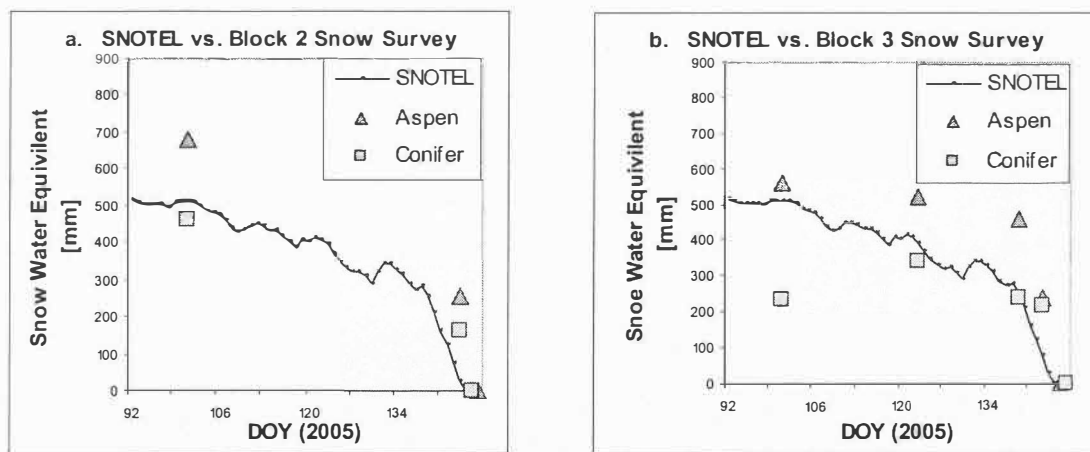 a. SNOTEL vs. Block 2 Snow Survey
900
800
700
600
500
400
300
200
100
0
Snow Water Equivilent
[mm]
SNOTEL
Aspen
Conifer
92
106
120
134
DOY (2005)
b. SNOTEL vs. Block 3 Snow Survey
900
800
700
600
500
400
300
200
100
0
Snoe Water Equivilent
[mm]
SNOTEL
Aspen
Conifer
92
106
120
134
DOY (2005)